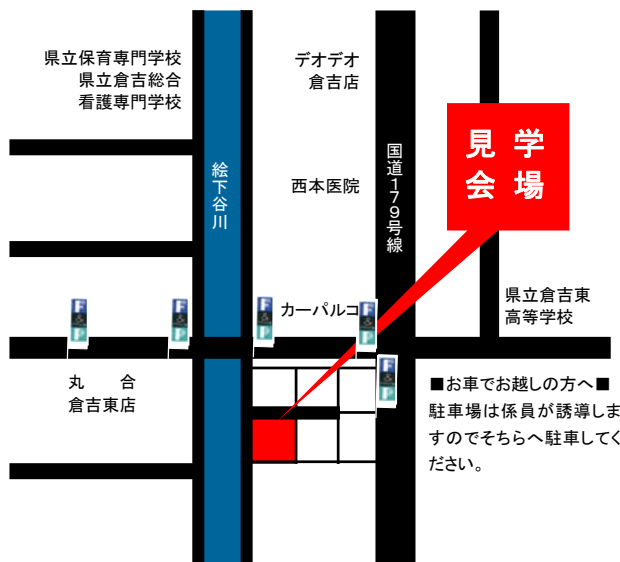 県立保育専門学校
県立倉吉総合
看護専門学校
デオデオ
倉吉店
見学
会場
絵下谷川
国道179号線
西本医院
県立倉吉東
高等学校
カーパルコ
F
P
F
P
F
P
F
P
F
P
丸　合
倉吉東店
■お車でお越しの方へ■
駐車場は係員が誘導しま
すのでそちらへ駐車してく
ださい。